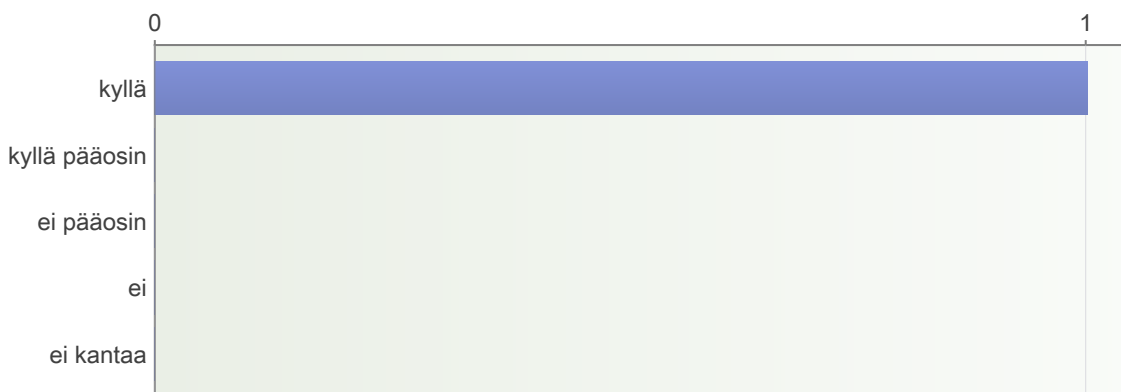 0 1
kyllä
kyllä pääosin
ei pääosin
ei
ei kantaa